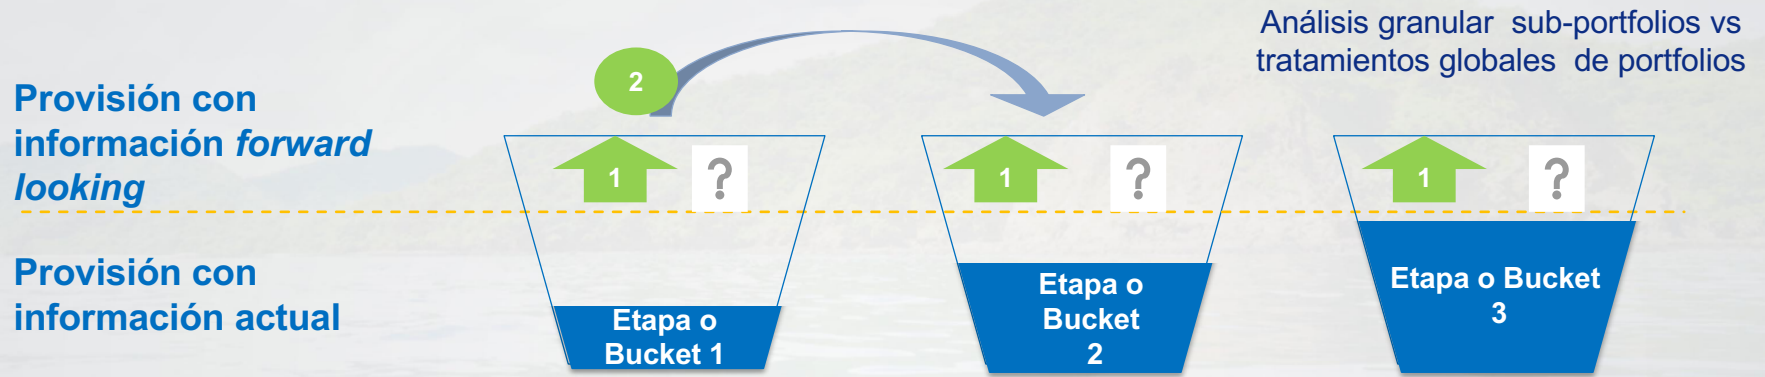 Análisis granular sub-portfolios vs
tratamientos globales de portfolios
Provisión con
información forward
looking
2
1
?
1
?
1
?
Provisión con
información actual
Etapa o
Bucket 1
Etapa o
Bucket
2
Etapa o Bucket
3